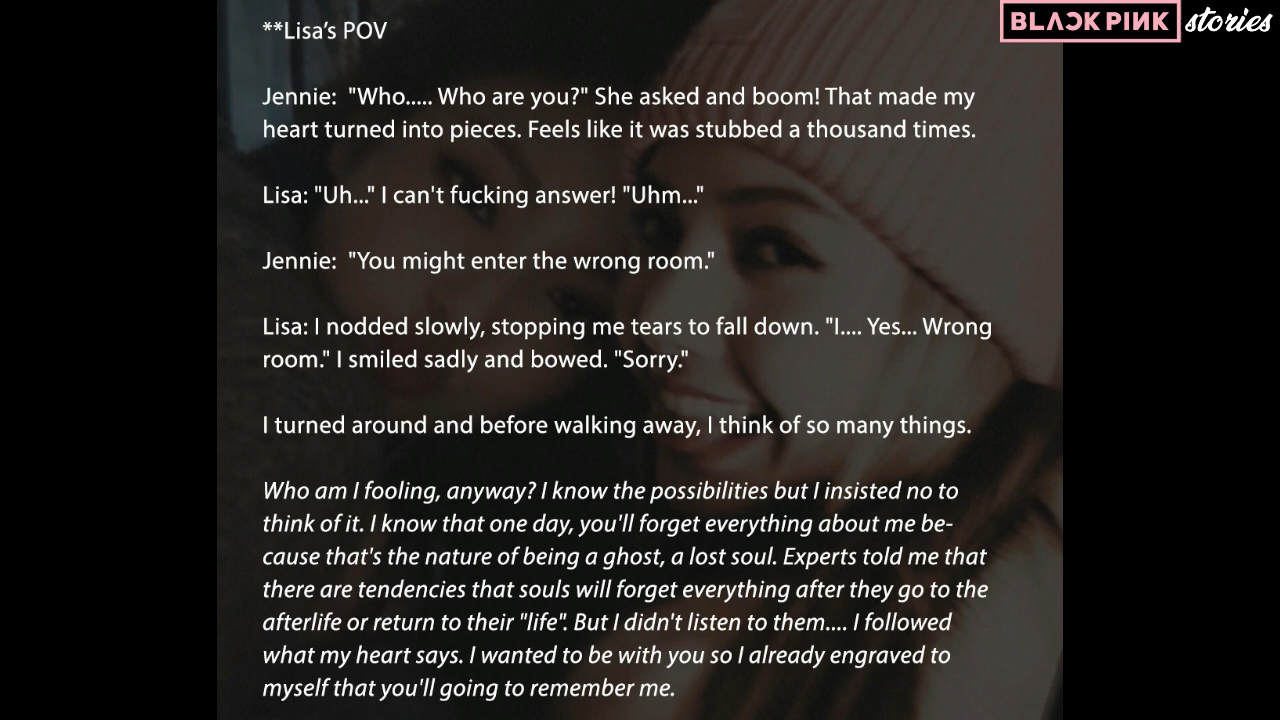 BLACKPINK stories
**Lisa’s POV
Jennie:  "Who..... Who are you?" She asked and boom! That made my
heart turned into pieces. Feels like it was stubbed a thousand times.
Lisa: "Uh..." I can't fucking answer! "Uhm..."
Jennie:  "You might enter the wrong room."
Lisa: I nodded slowly, stopping me tears to fall down. "I.... Yes... Wrong
room." I smiled sadly and bowed. "Sorry."
I turned around and before walking away, I think of so many things.
Who am I fooling, anyway? I know the possibilities but I insisted no to
think of it. I know that one day, you'll forget everything about me be-
cause that's the nature of being a ghost, a lost soul. Experts told me that
there are tendencies that souls will forget everything after they go to the
afterlife or return to their "life". But I didn't listen to them.... I followed
what my heart says. I wanted to be with you so I already engraved to
myself that you'll going to remember me.